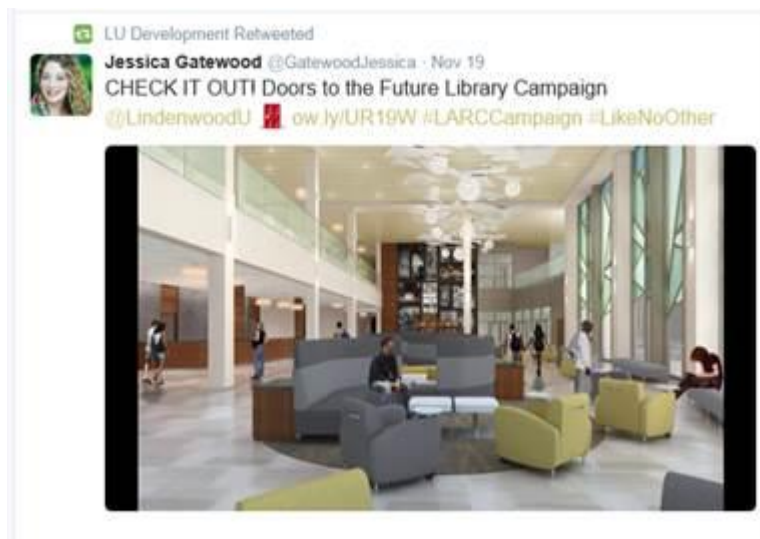 LU Development Retweeted
Jessica Gatewood @GatewoodJessica · Nov 19
CHECK IT OUT! Doors to the Future Library Campaign
@LindenwoodU ow.ly/UR19W #LARCCampaign #LikeNoOther